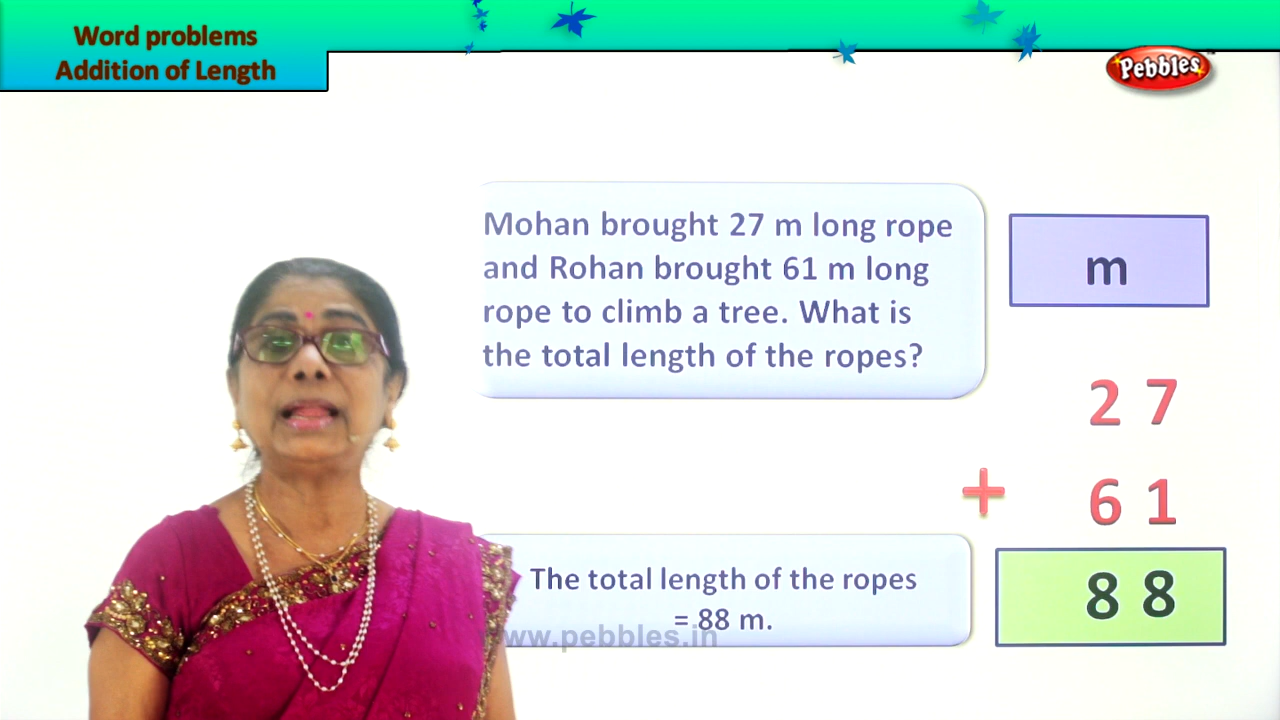 Word problems
Addition of Length
Pebbles
Mohan brought 27 m long rope
and Rohan brought 61 m long
rope to climb a tree. What is
the total length of the ropes?
m
2 7
+ 6 1
8 8
The total length of the ropes
= 88 m.
www.pebbles.in